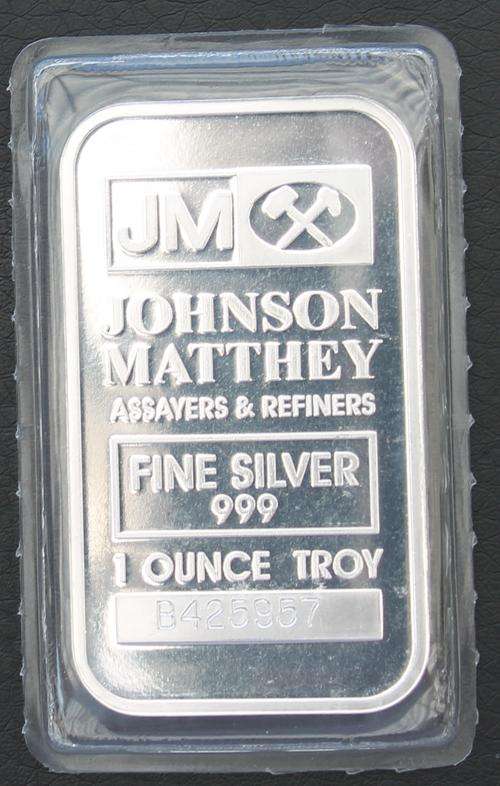 JM
JOHNSON
MATTHEY
ASSAYERS & REFINERS
FINE SILVER
999
1 OUNCE TROY
B425957